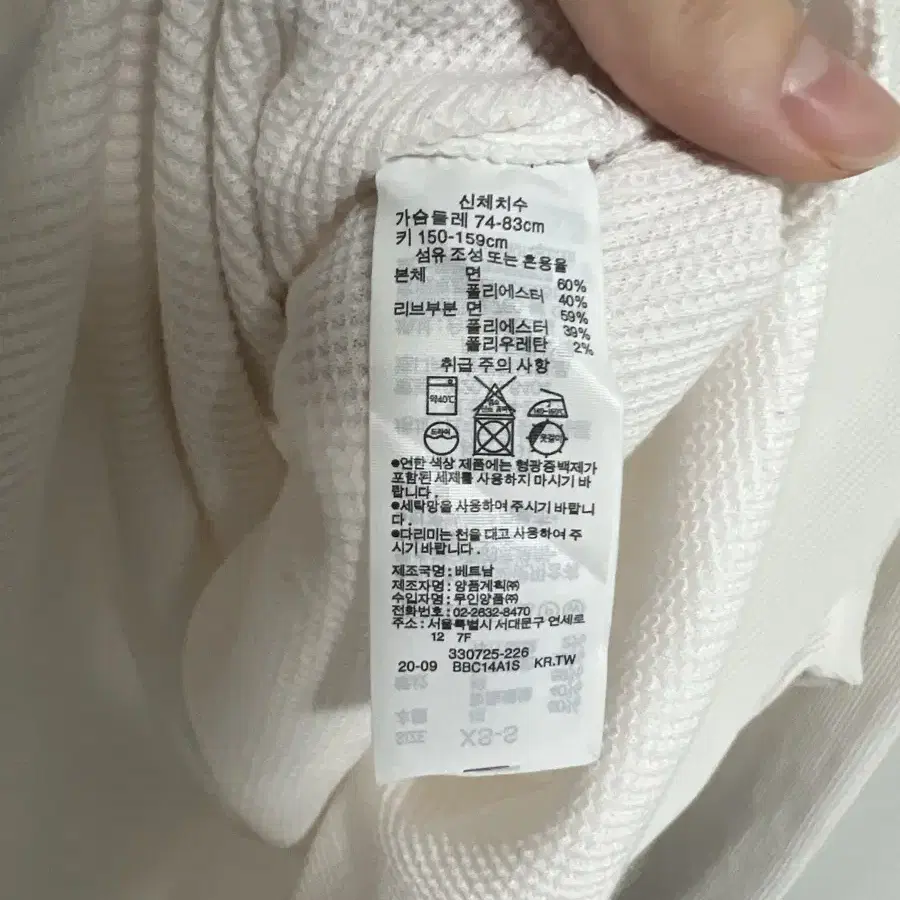 신체치수
가슴둘레 74-83cm
키 150-159cm
섬유 조성 또는 혼용율
본체 면 60%
폴리에스터 40%
리브부분 면 59%
폴리에스터 39%
폴리우레탄 2%
취급 주의 사항
약40℃
140-160℃
드라이
●연한 색상 제품에는 형광증백제가
포함된 세제를 사용하지 마시기 바
랍니다.
●세탁망을 사용하여 주시기 바랍니
다.
●다리미는 천을 대고 사용하여 주
시기 바랍니다.
제조국명: 베트남
제조자명: 양품계획㈜
수입자명: 무인양품㈜
전화번호: 02-2632-8470
주소: 서울특별시 서대문구 연세로
12 7F
330725-226
20-09 BBC14A1S KR.TW